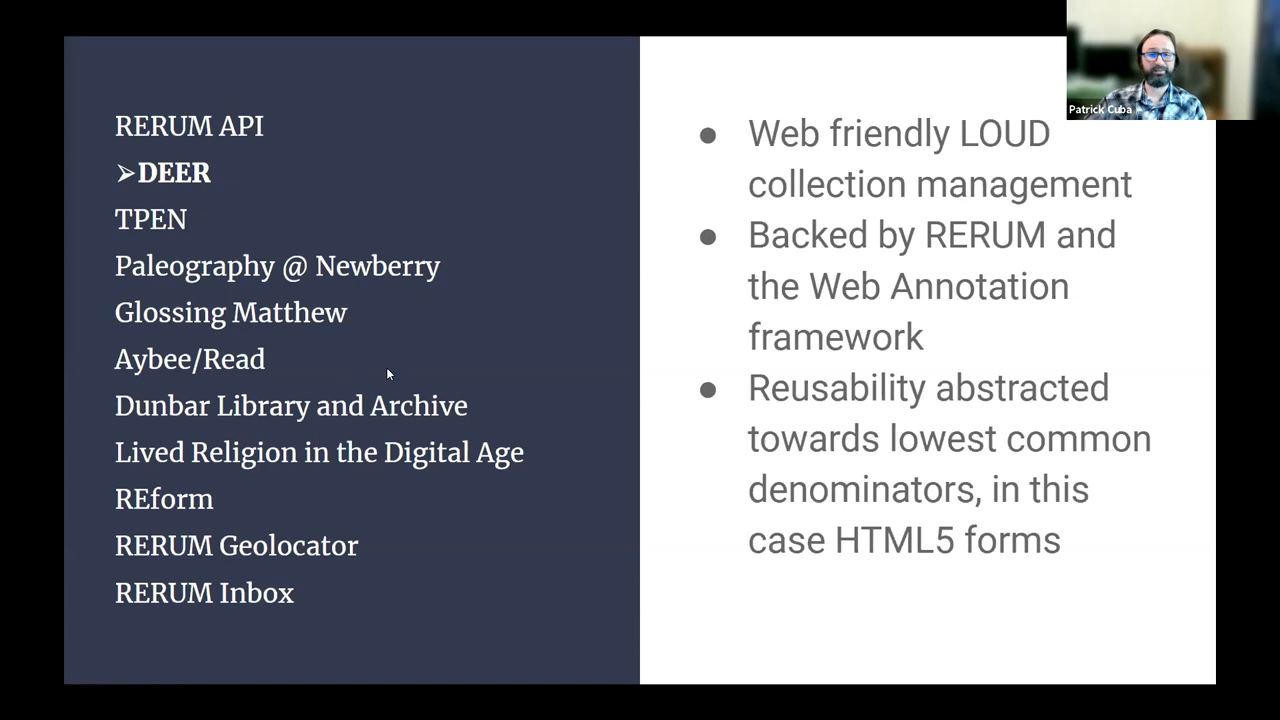 RERUM API
➢DEER
TPEN
Paleography @ Newberry
Glossing Matthew
Aybee/Read
Dunbar Library and Archive
Lived Religion in the Digital Age
REform
RERUM Geolocator
RERUM Inbox
● Web friendly LOUD
collection management
● Backed by RERUM and
the Web Annotation
framework
● Reusability abstracted
towards lowest common
denominators, in this
case HTML5 forms
Patrick Cuba